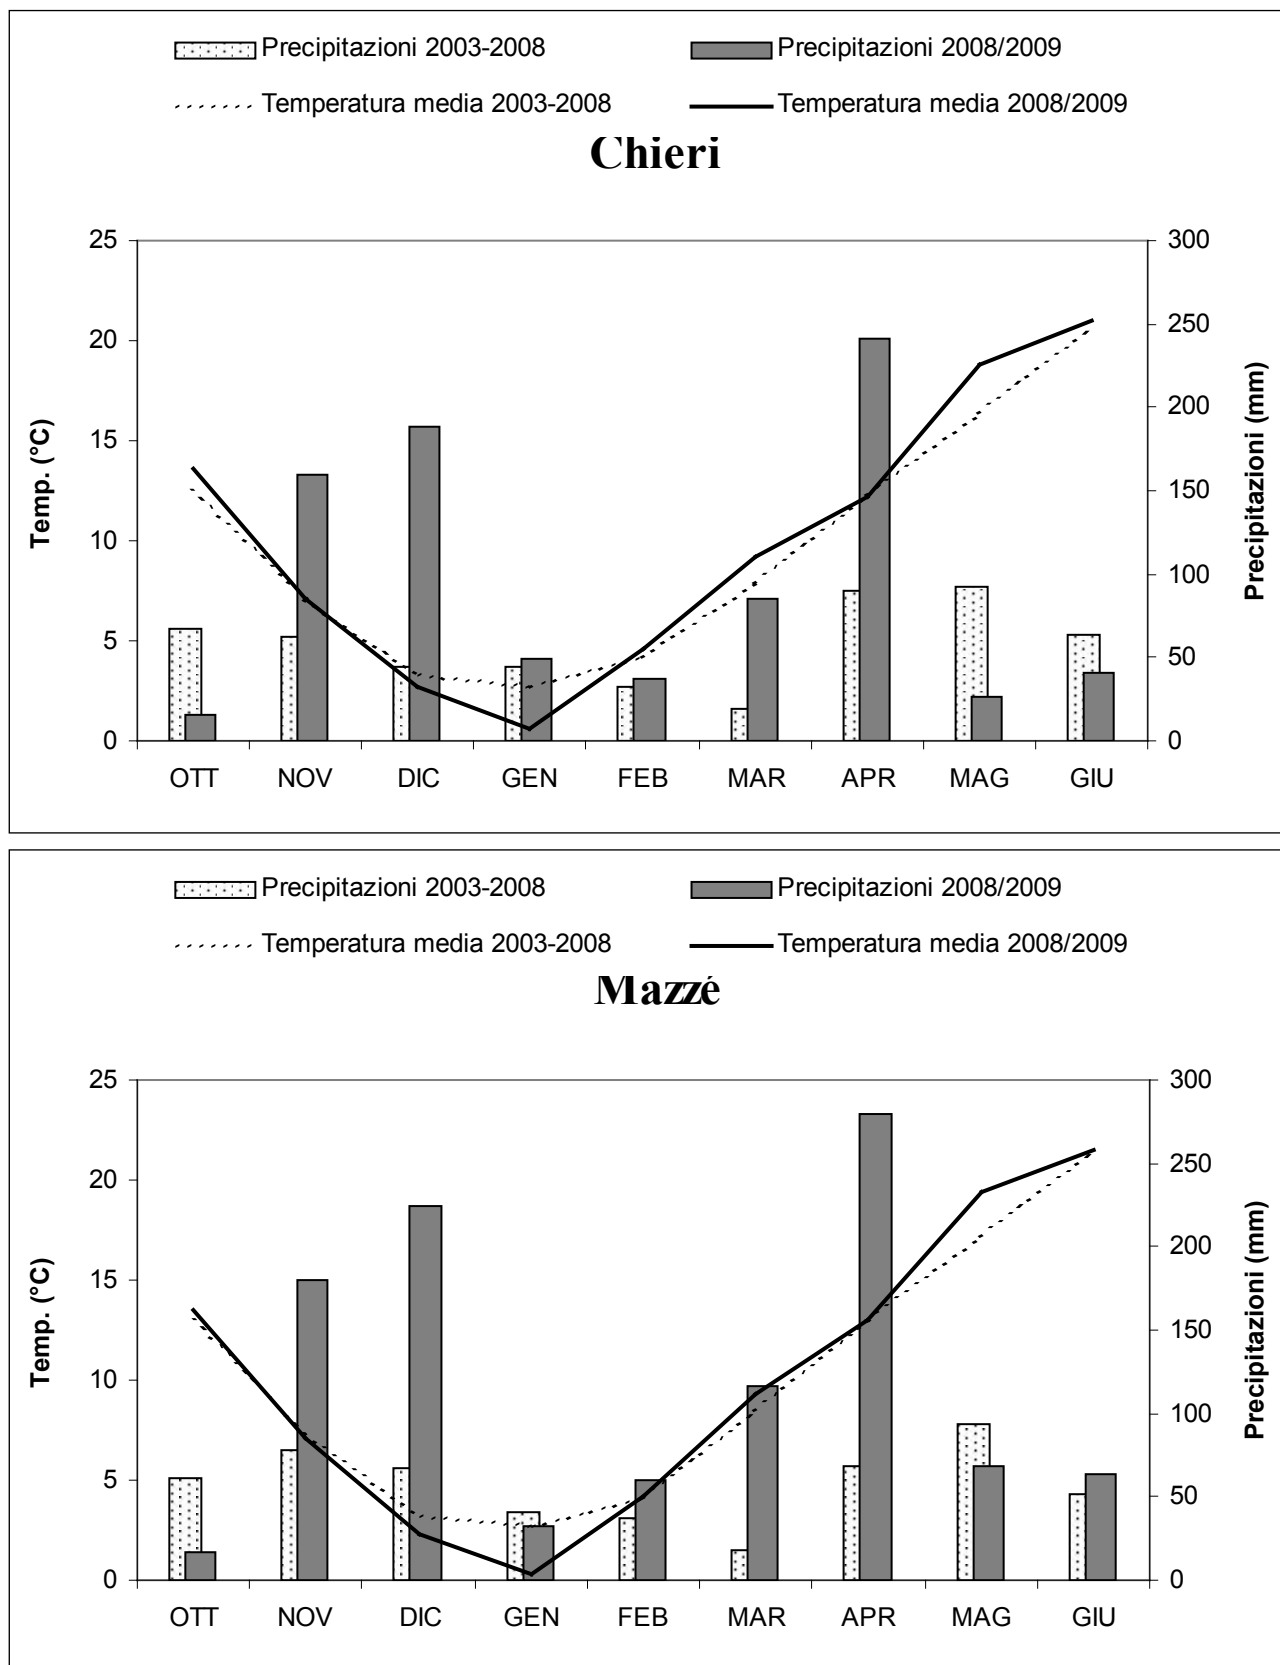 Precipitazioni 2003-2008 Precipitazioni 2008/2009
Temperatura media 2003-2008 Temperatura media 2008/2009
Chieri
Temp. (°C)
25
20
15
10
5
0
300
250
200
150
100
50
0
Precipitazioni (mm)
OTT NOV DIC GEN FEB MAR APR MAG GIU
Precipitazioni 2003-2008 Precipitazioni 2008/2009
Temperatura media 2003-2008 Temperatura media 2008/2009
Mazzé
Temp. (°C)
25
20
15
10
5
0
300
250
200
150
100
50
0
Precipitazioni (mm)
OTT NOV DIC GEN FEB MAR APR MAG GIU